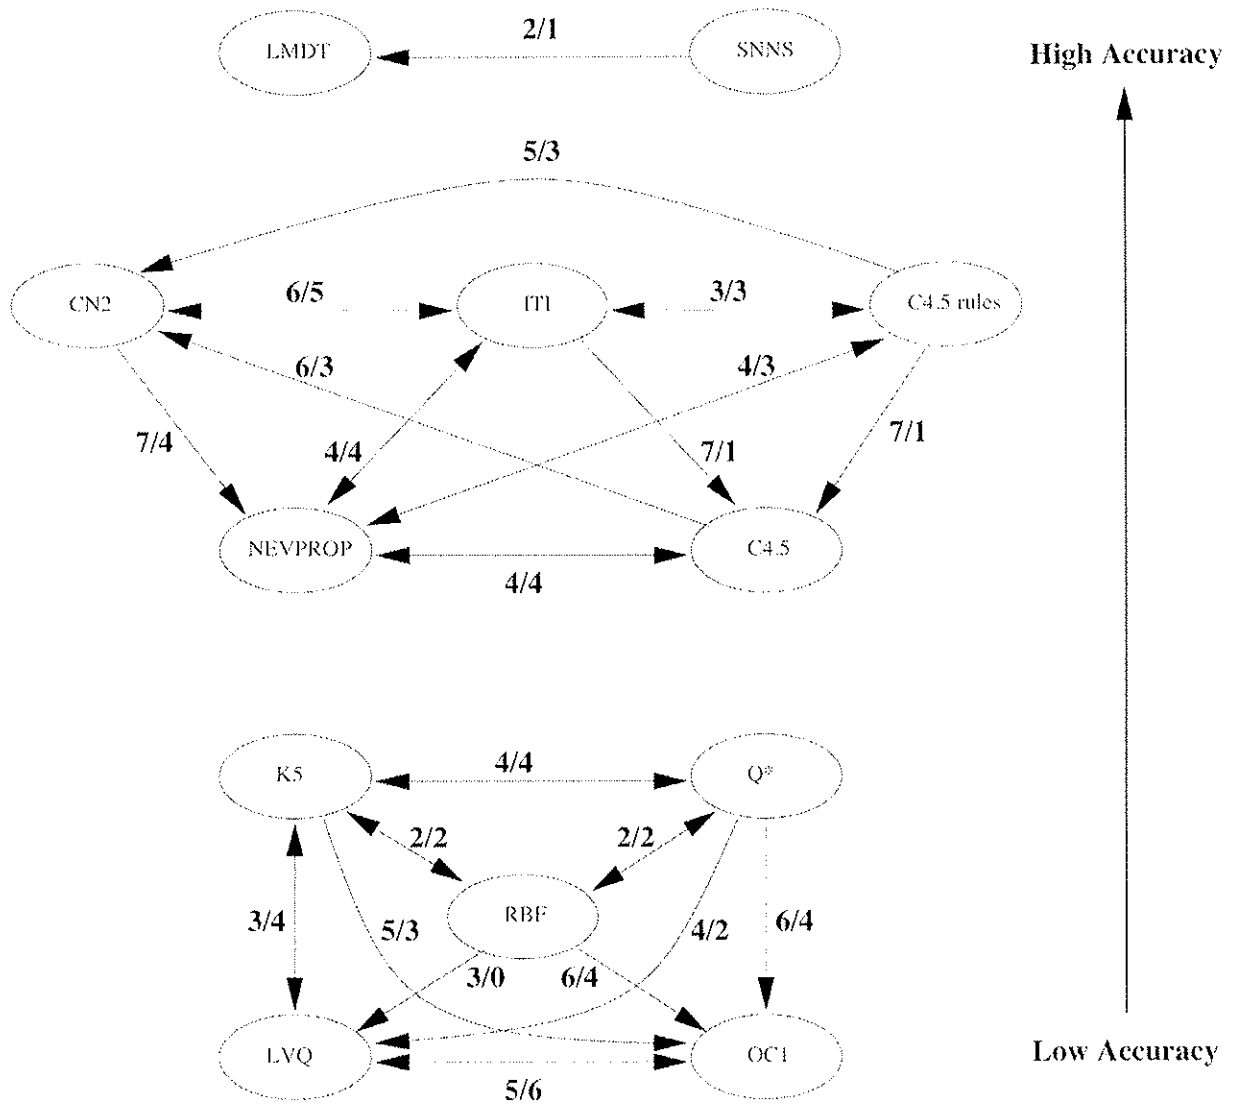 2/1
LMDT
SNNS
High Accuracy
5/3
CN2
6/5
ITI
3/3
C4.5 rules
6/3
4/3
7/4
4/4
7/1
7/1
NEVPROP
C4.5
4/4
K5
4/4
Q*
2/2
2/2
RBF
3/4
5/3
4/2
6/4
3/0
6/4
LVQ
OC1
Low Accuracy
5/6